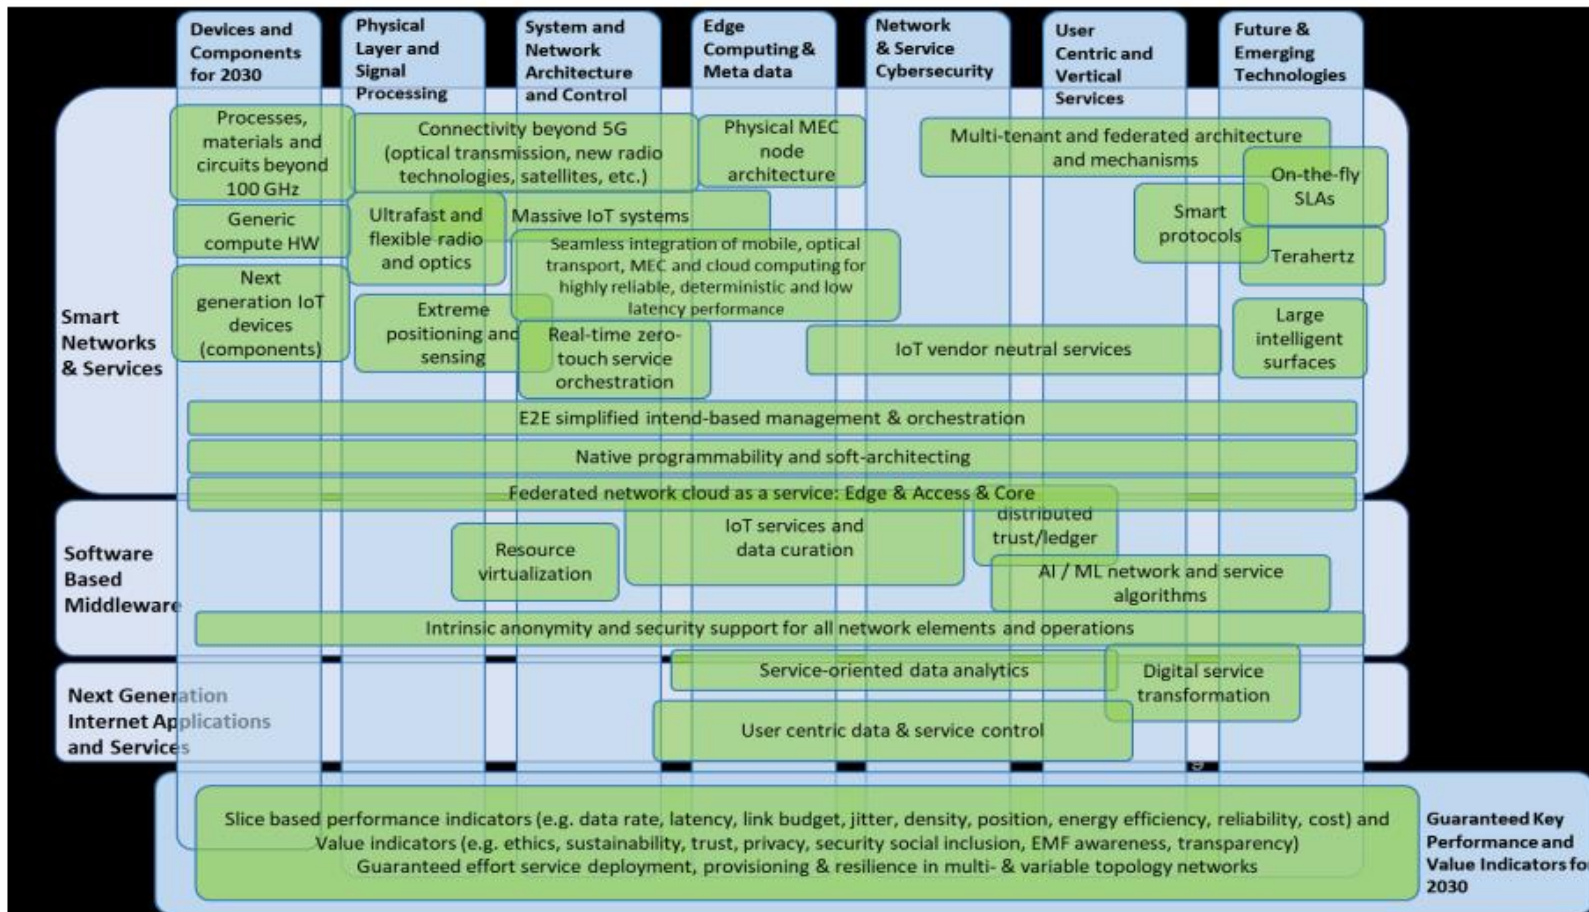 Devices and
Components
for 2030
Physical
Layer and
Signal
Processing
System and
Network
Architecture
and Control
Edge
Computing &
Meta data
Network
& Service
Cybersecurity
User
Centric and
Vertical
Services
Future &
Emerging
Technologies
Smart
Networks
& Services
Processes,
materials and
circuits beyond
100 GHz
Connectivity beyond 5G
(optical transmission, new radio
technologies, satellites, etc.)
Physical MEC
node
architecture
Multi-tenant and federated architecture
and mechanisms
On-the-fly
SLAs
Generic
compute HW
Ultrafast and
flexible radio
and optics
Massive IoT systems
Smart
protocols
Seamless integration of mobile, optical
transport, MEC and cloud computing for
highly reliable, deterministic and low
latency performance
Terahertz
Next
generation IoT
devices
(components)
Extreme
positioning and
sensing
Real-time zero-
touch service
orchestration
IoT vendor neutral services
Large
intelligent
surfaces
E2E simplified intend-based management & orchestration
Native programmability and soft-architecting
Federated network cloud as a service: Edge & Access & Core
Software
Based
Middleware
Resource
virtualization
IoT services and
data curation
distributed
trust/ledger
AI / ML network and service
algorithms
Intrinsic anonymity and security support for all network elements and operations
Next Generation
Internet Applications
and Services
Service-oriented data analytics
Digital service
transformation
User centric data & service control
Slice based performance indicators (e.g. data rate, latency, link budget, jitter, density, position, energy efficiency, reliability, cost) and
Value indicators (e.g. ethics, sustainability, trust, privacy, security social inclusion, EMF awareness, transparency)
Guaranteed effort service deployment, provisioning & resilience in multi- & variable topology networks
Guaranteed Key
Performance and
Value Indicators for
2030